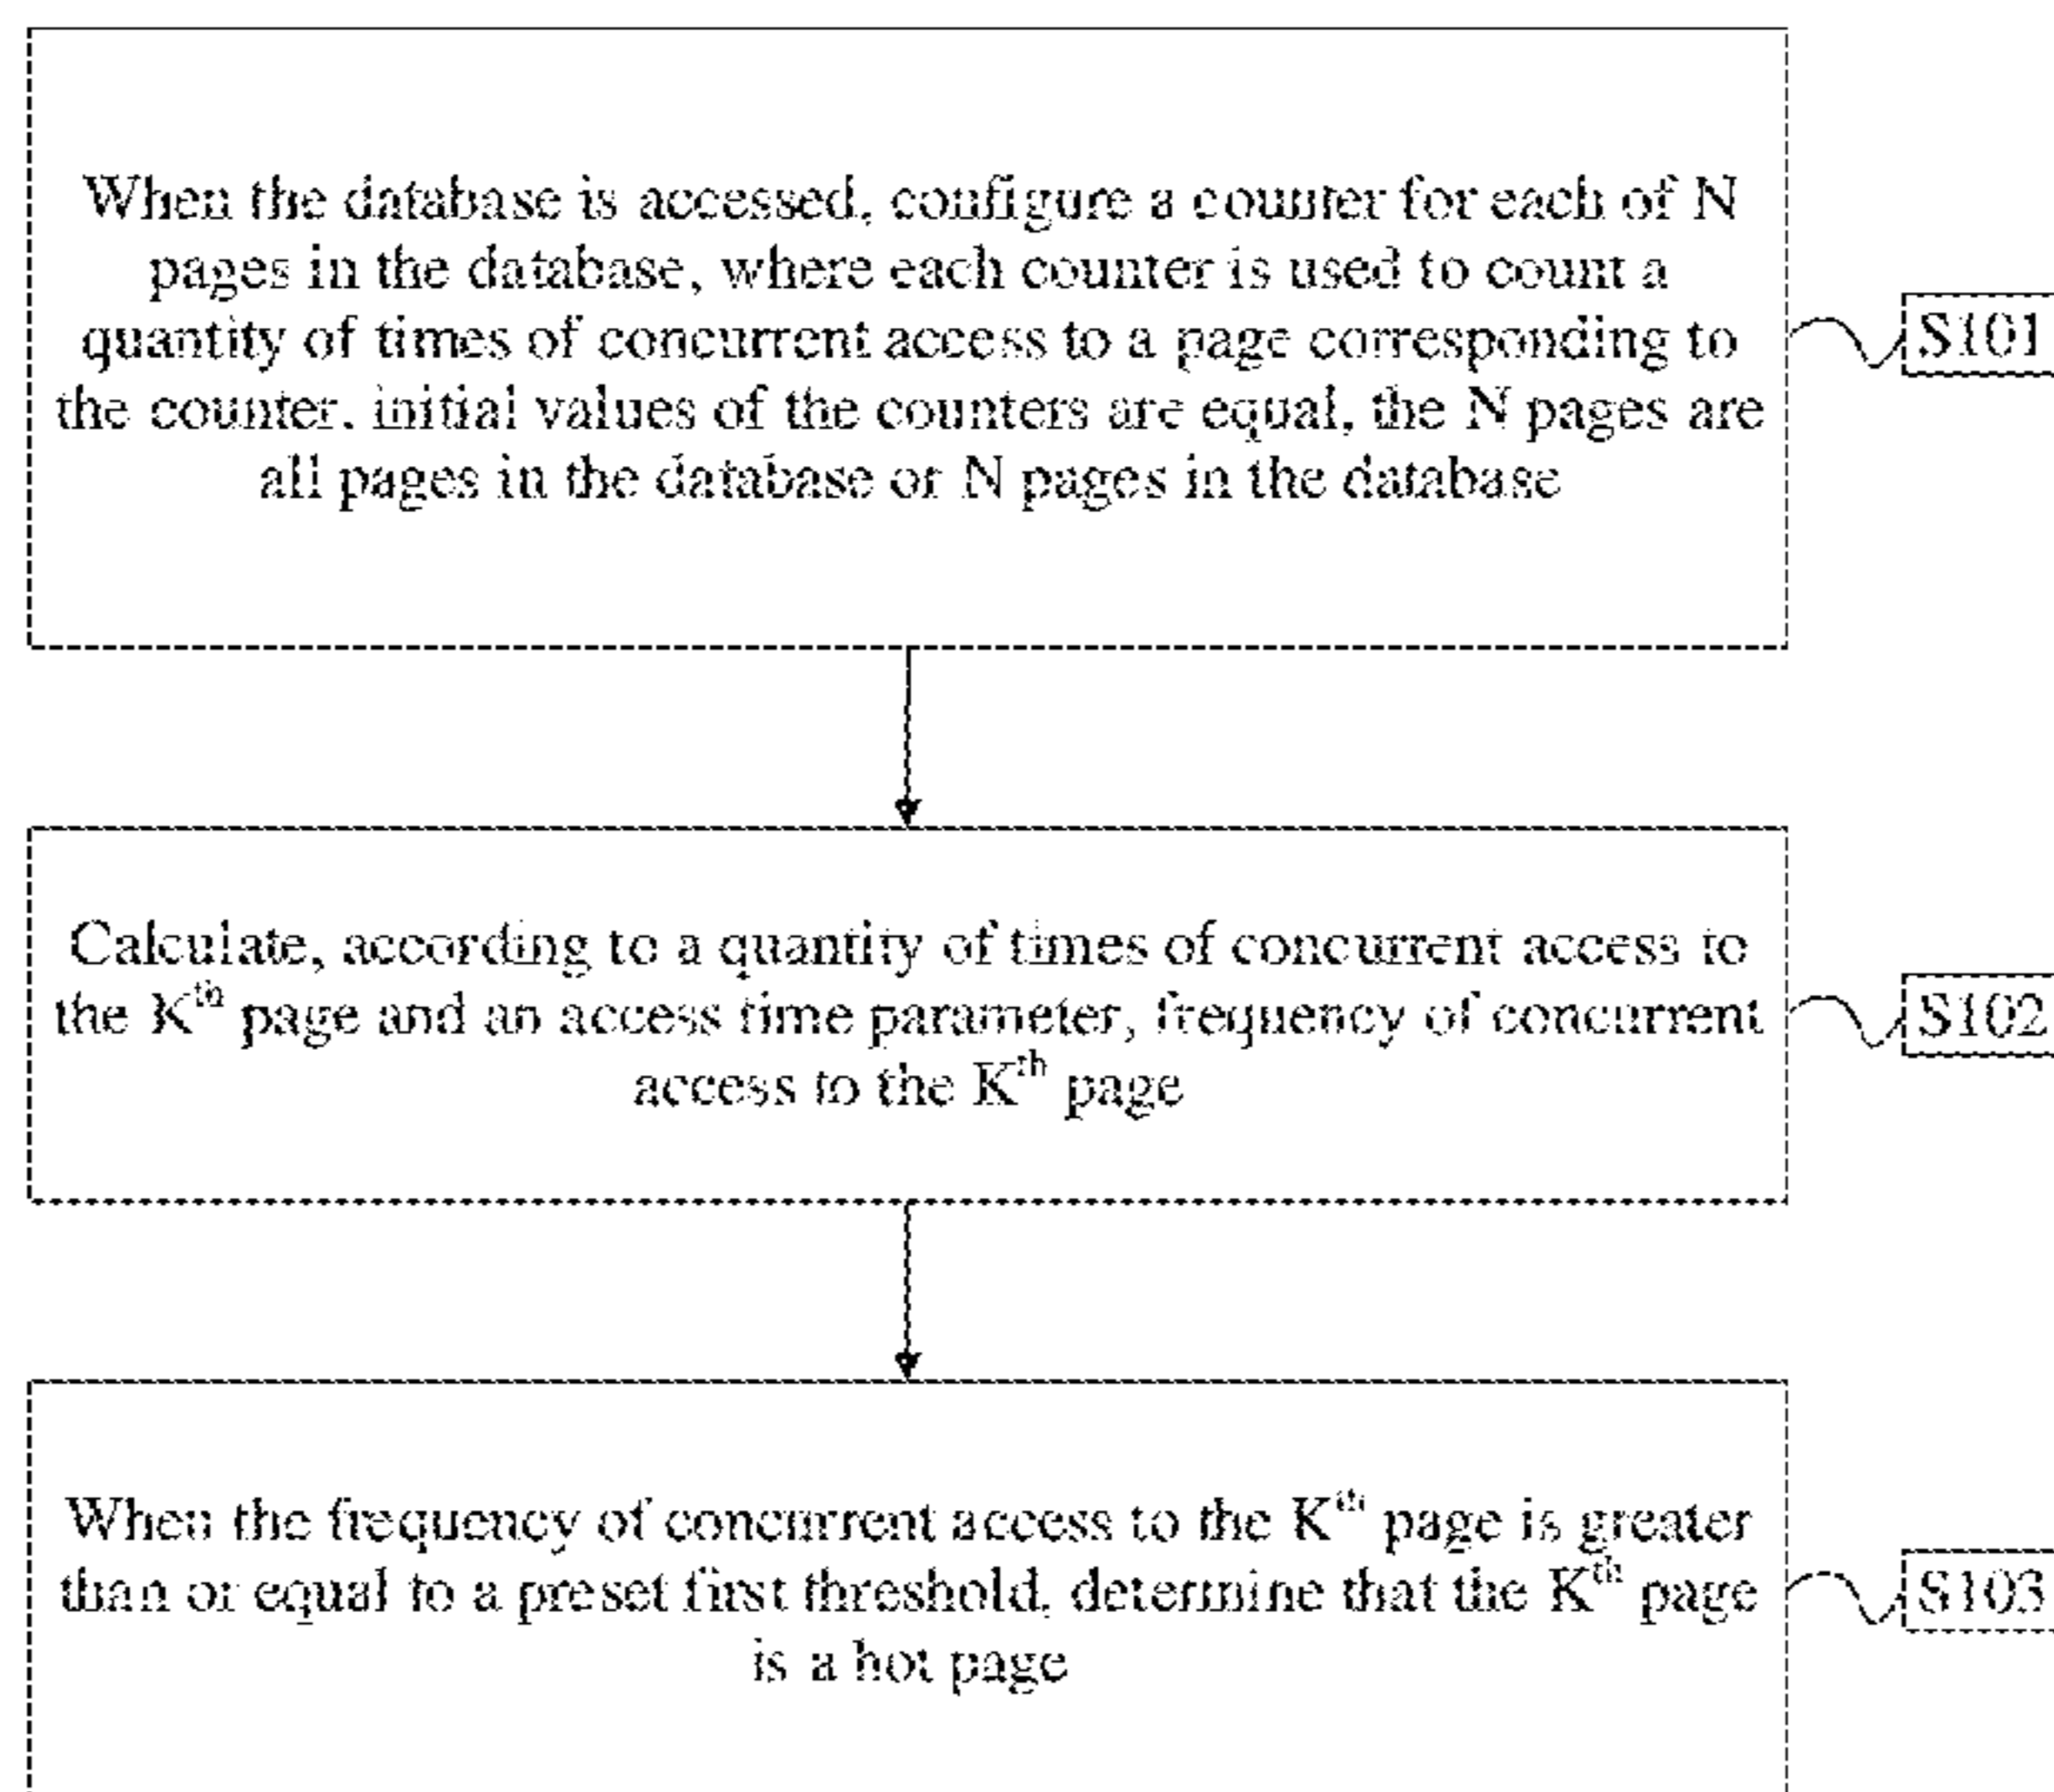 When the database is accessed, configure a counter for each of N
pages in the database, where each counter is used to count a
quantity of times of concurrent access to a page corresponding to
the counter, initial values of the counters are equal, the N pages are
all pages in the database or N pages in the database
S101
Calculate, according to a quantity of times of concurrent access to
the Kth page and an access time parameter, frequency of concurrent
access to the Kth page
S102
When the frequency of concurrent access to the Kth page is greater
than or equal to a preset first threshold, determine that the Kth page
is a hot page
S103